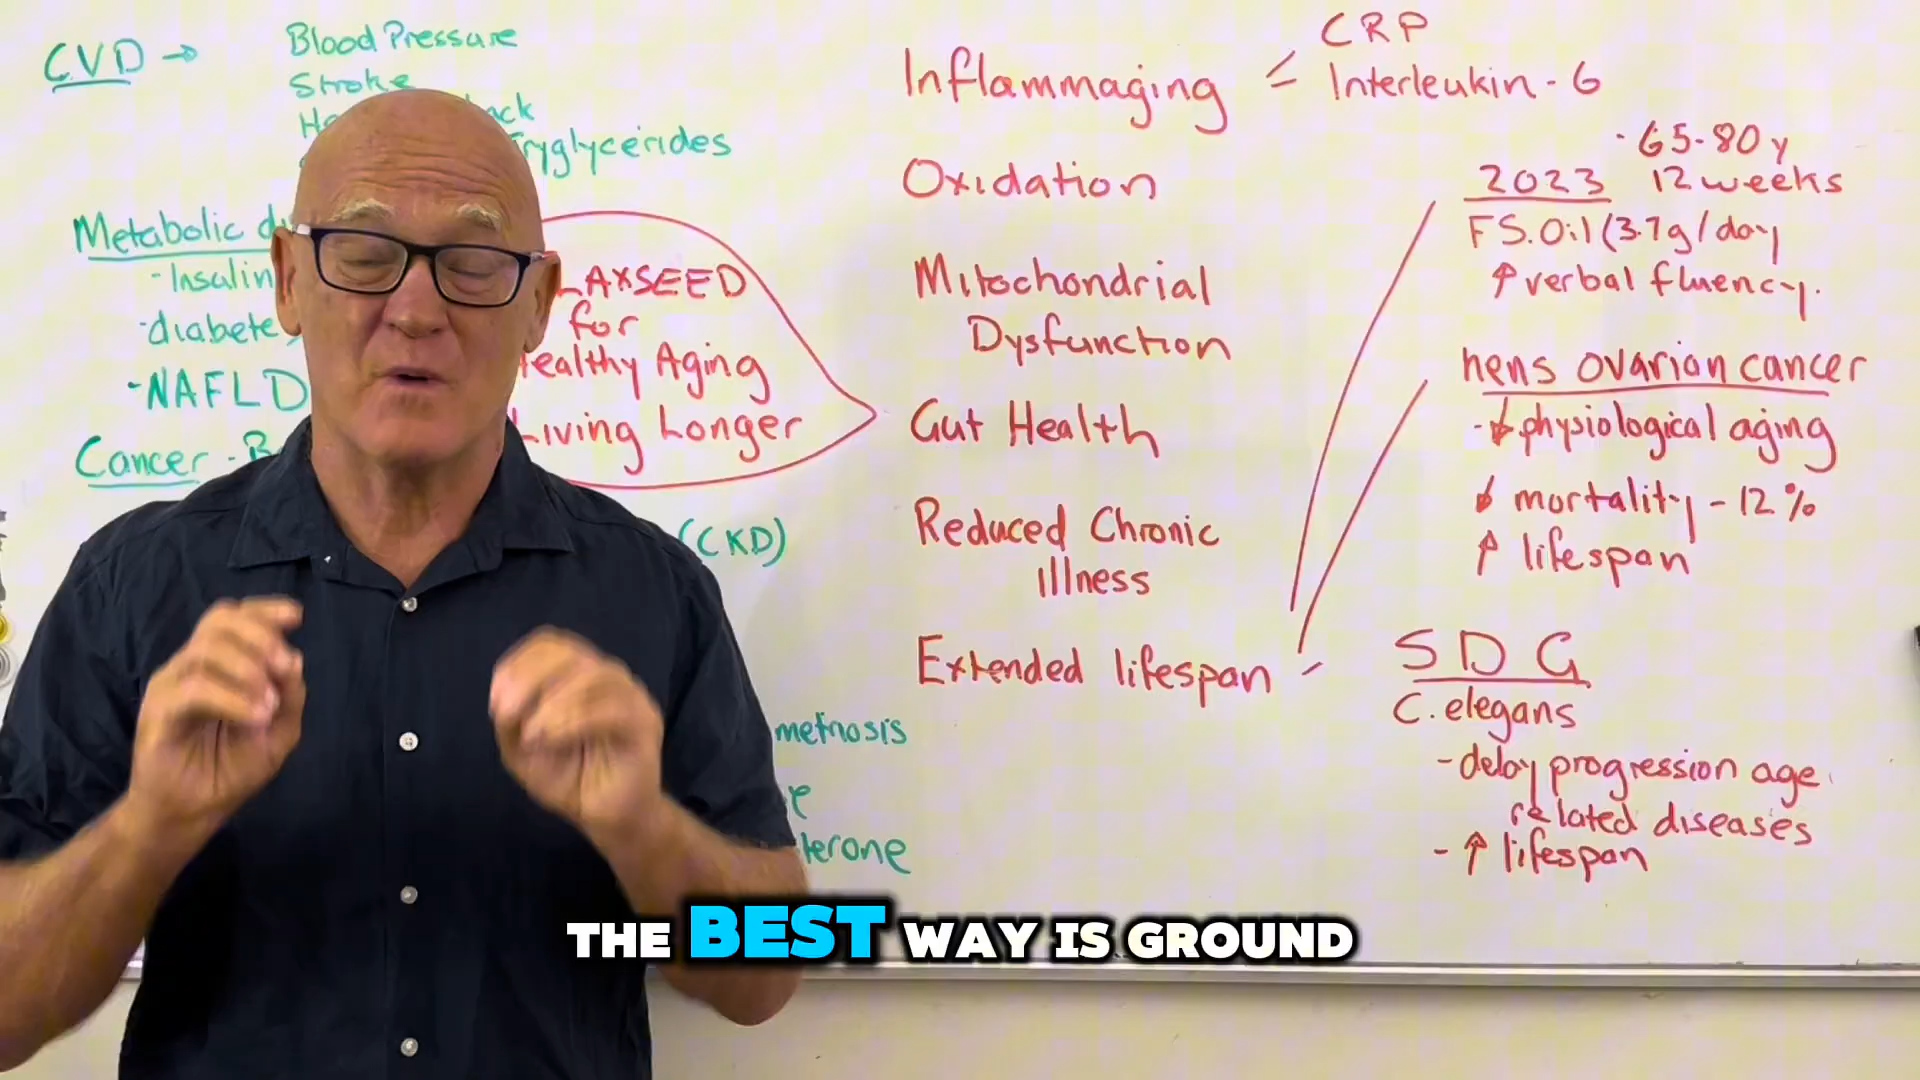 CVD →
Blood Pressure
Stroke
Tryglycerides
Metabolic
- Insulin
- diabete
- NAFLD
Cancer -
(CKD)
LAXSEED
for
ealthy Aging
Living Longer
metriosis
terone
Inflammaging
Oxidation
Mitochondrial
Dysfunction
Gut Health
Reduced Chronic
illness
Extended lifespan
CRP
Interleukin - 6
- 65-80 y
2023 12 weeks
FS.Oil (3.7g/day
↑ verbal fluency.
hens ovarian cancer
- ↓ physiological aging
↓ mortality - 12%
↑ lifespan
SDG
C. elegans
- delay progression age
related diseases
- ↑ lifespan
THE BEST WAY IS GROUND